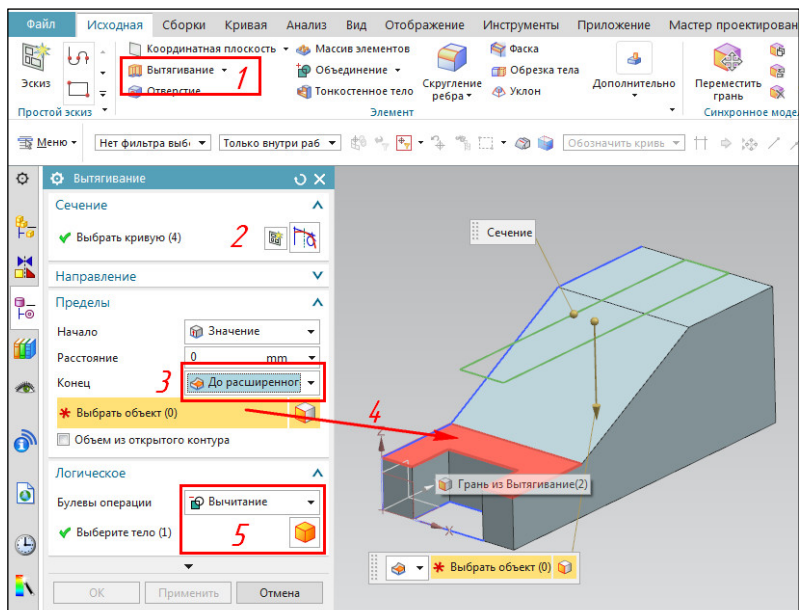 Файл Исходная Сборки Кривая Анализ Вид Отображение Инструменты Приложение Мастер проектирован
Эскиз
Простой эскиз
Координатная плоскость
Вытягивание
Отверстие
1
Массив элементов
Объединение
Тонкостенное тело
Скругление
ребра
Фаска
Обрезка тела
Уклон
Дополнительно
Элемент
Переместить
грань
Синхронное моде
Меню Нет фильтра выбо Только внутри раб Обозначить кривь
Вытягивание
Сечение
Выбрать кривую (4) 2
Направление
Пределы
Начало Значение
Расстояние 0 mm
Конец 3 До расширенног
Выбрать объект (0)
Объем из открытого контура
Логическое
Булевы операции Вычитание
Выберите тело (1) 5
ОК Применить Отмена
Сечение
4
Z
Грань из Вытягивание(2)
X
Выбрать объект (0)